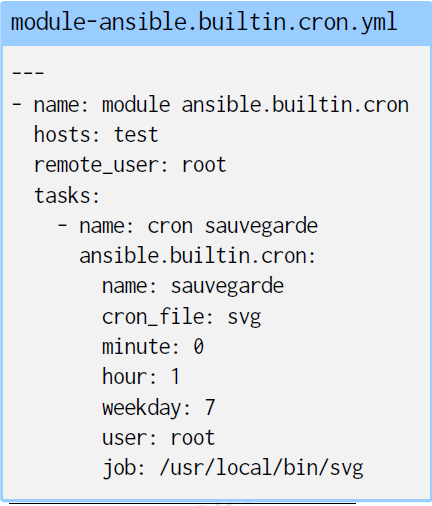 module-ansible.builtin.cron.yml
---
- name: module ansible.builtin.cron
  hosts: test
  remote_user: root
  tasks:
    - name: cron sauvegarde
      ansible.builtin.cron:
        name: sauvegarde
        cron_file: svg
        minute: 0
        hour: 1
        weekday: 7
        user: root
        job: /usr/local/bin/svg